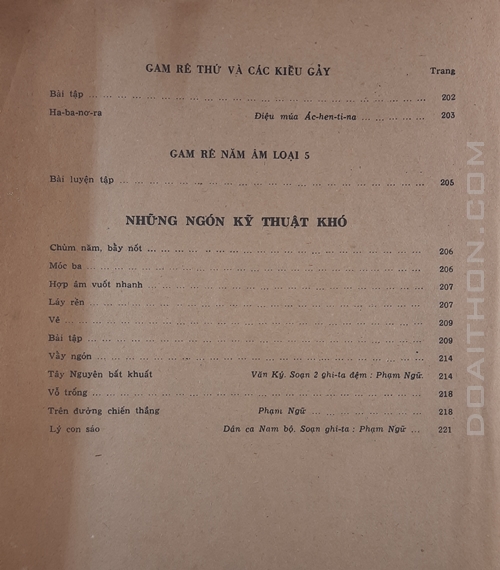 GAM RÊ THỨ VÀ CÁC KIỂU GẢY Trang
Bài tập ... 202
Ha-ba-nơ-ra Điệu múa Ác-hen-ti-na ... 203
GAM RÊ NĂM ÂM LOẠI 5
Bài luyện tập ... 205
NHỮNG NGÓN KỸ THUẬT KHÓ
Chùm năm, bẩy nốt ... 206
Móc ba ... 206
Hợp âm vuốt nhanh ... 207
Láy rền ... 207
Vê ... 209
Bài tập ... 209
Vẩy ngón ... 214
Tây Nguyên bất khuất Văn Ký. Soạn 2 ghi-ta đệm : Phạm Ngữ. 214
Vỗ trống ... 218
Trên đường chiến thắng Phạm Ngữ ... 218
Lý con sáo Dân ca Nam bộ. Soạn ghi-ta : Phạm Ngữ ... 221
DOAITHON.COM